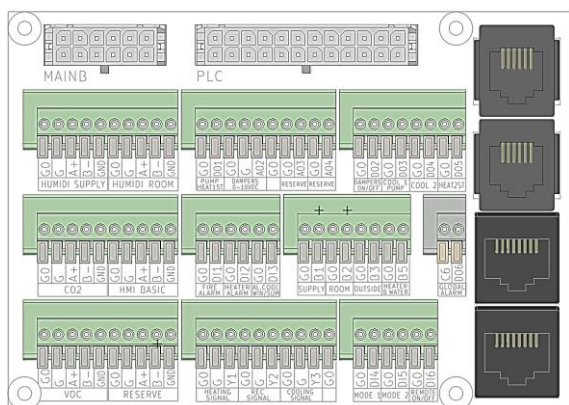 MAINB PLC
G0 G A+ B- GND G0 G A+ B- GND
HUMIDI SUPPLY HUMIDI ROOM
G0 DO1 G0 G AO2 G0 G AO3 G AO4
PUMP HEAT1ST DAMPERS 0-10VDC RESERVE RESERVE
G0 DO2 G0 DO3 G0 DO4 G0 DO5
DAMPERS ON/OFF COOL 1 PUMP COOL 2 HEAT2ST
G0 G A+ B- GND G0 G A+ B- GND
CO2 HMI BASIC
G0 DI1 G0 DI2 G0 DI3
FIRE ALARM HEATER ALARM AL.COOL WIN/SUM
G0 B1 G0 B2 G0 B3 G0 B5
SUPPLY ROOM OUTSIDE HEATER Q.WATER
C6 DO6
GLOBAL ALARM
G0 G A+ B- GND G0 G A+ B- GND
VOC RESERVE
G0 G Y1 G0 G Y2 G0 G Y3 G0
HEATING SIGNAL REC SIGNAL COOLING SIGNAL
G0 DI4 G0 DI5 G0 DI6
MODE 1 MODE 2 REMOTE ON/OFF